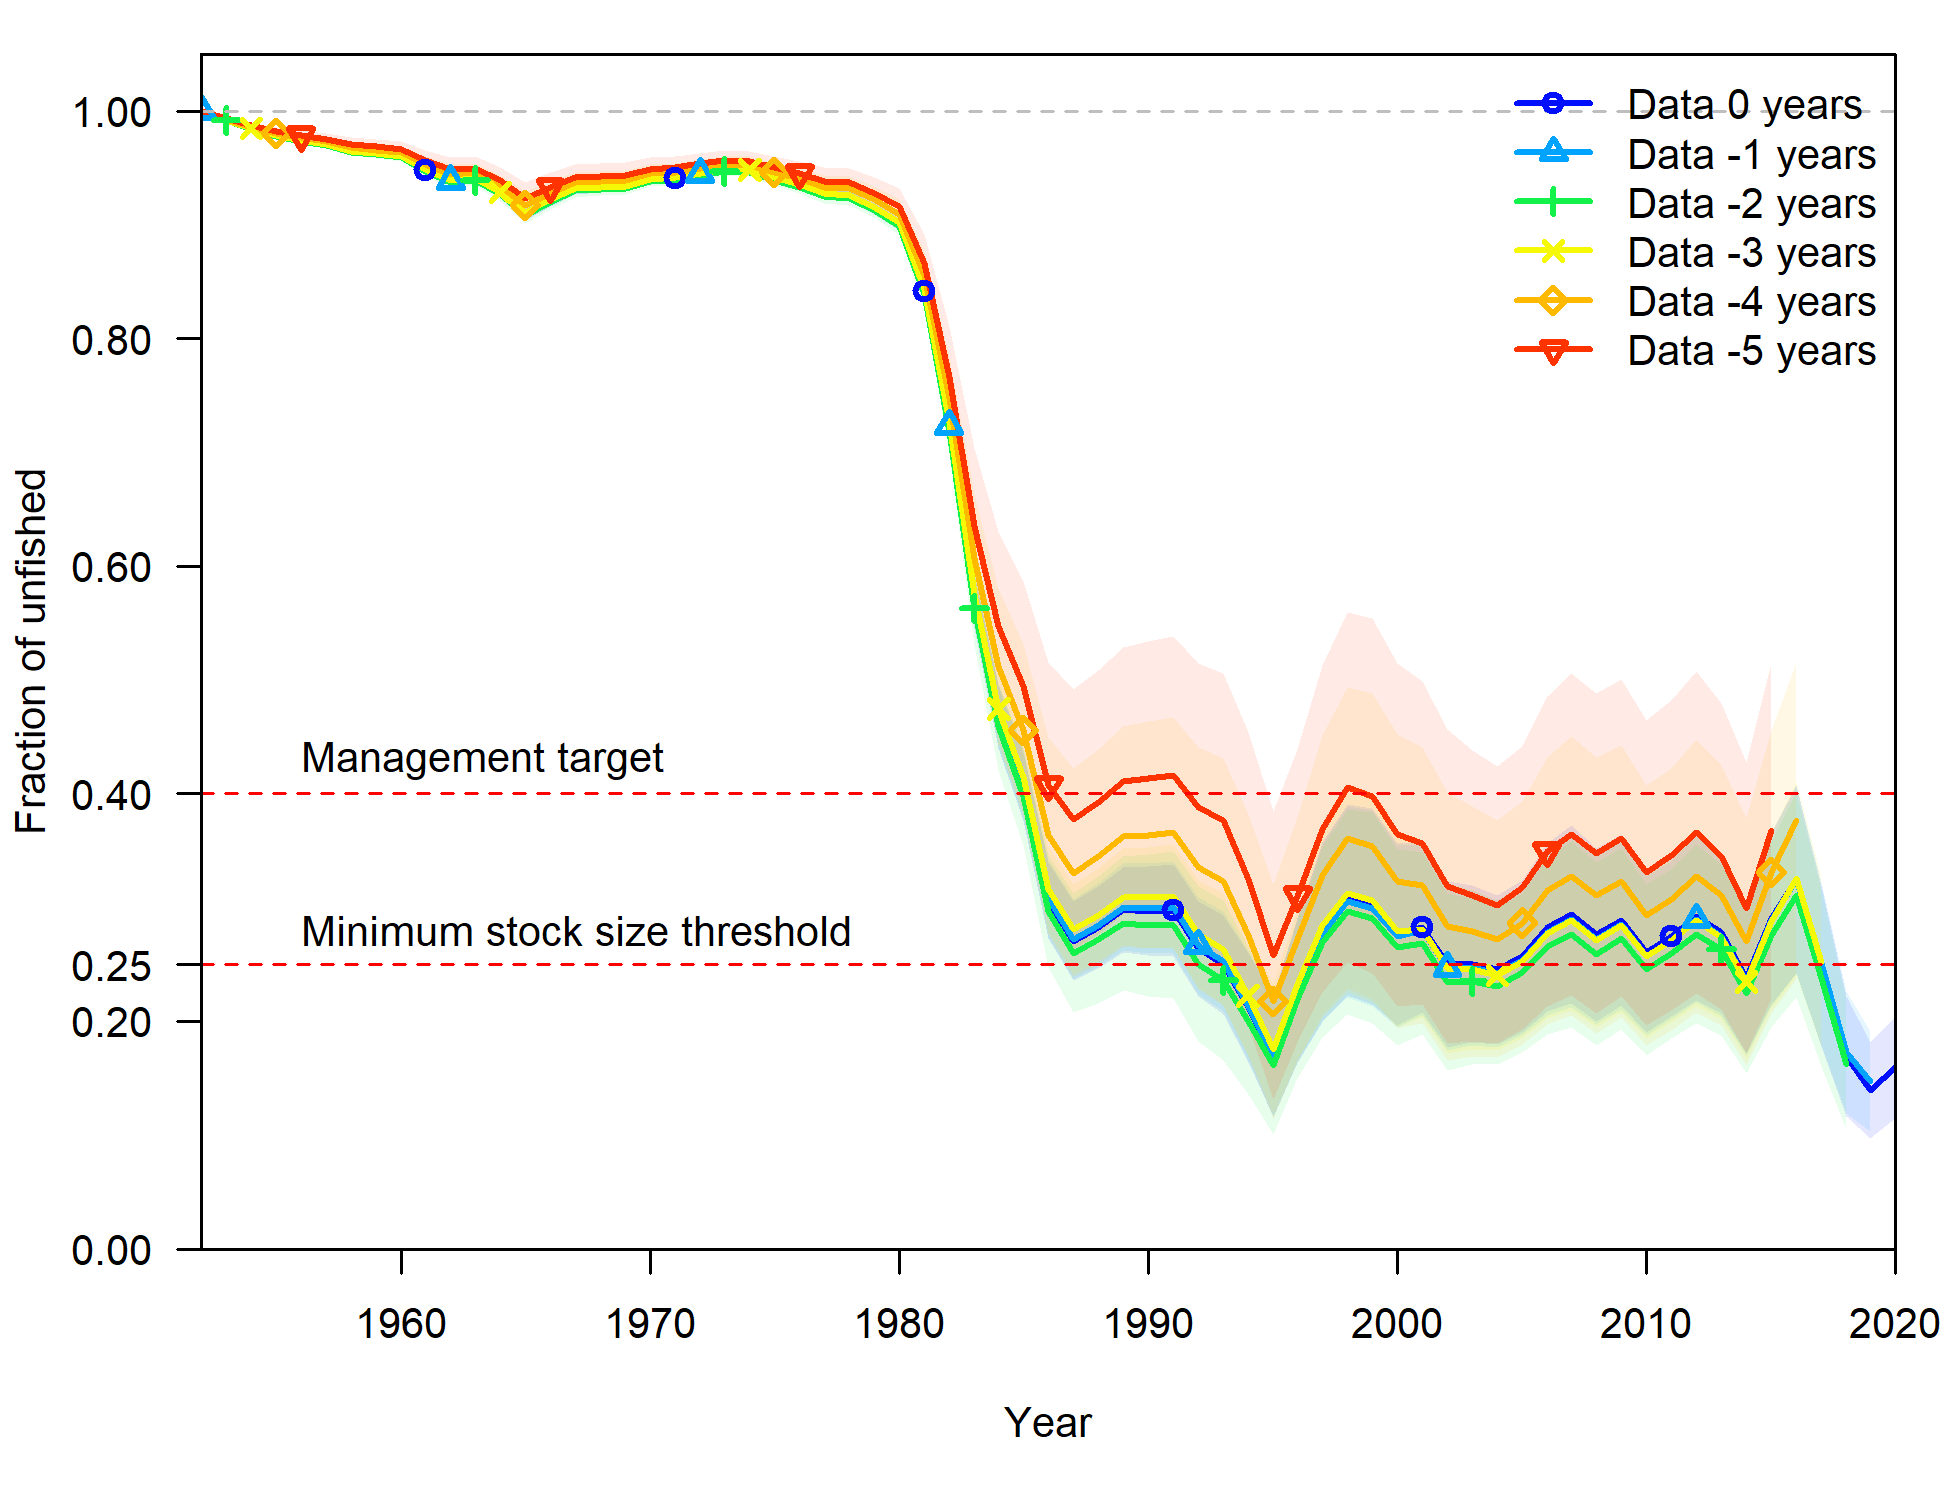 Data 0 years
Data -1 years
Data -2 years
Data -3 years
Data -4 years
Data -5 years
1.00
0.80
0.60
0.40
0.25
0.20
0.00
Fraction of unfished
Management target
Minimum stock size threshold
1960
1970
1980
1990
2000
2010
2020
Year